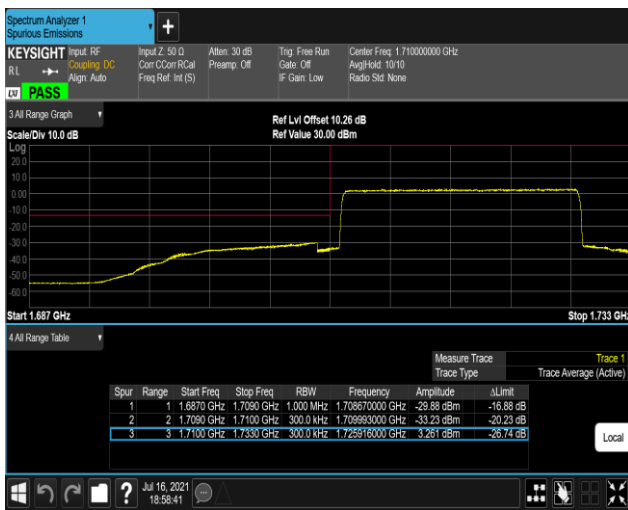 Spectrum Analyzer 1
Spurious Emissions
KEYSIGHT Input: RF Input Z: 50 Ω Atten: 30 dB Trig: Free Run Center Freq: 1.710000000 GHz
Coupling: DC Corr CCorr RCal Preamp: Off Gate: Off Avg|Hold: 10/10
RL Align: Auto Freq Ref: Int (S) IF Gain: Low Radio Std: None
LXI PASS
3 All Range Graph
Ref Lvl Offset 10.26 dB
Scale/Div 10.0 dB Ref Value 30.00 dBm
Log
20.0
10.0
0.00
-10.0
-20.0
-30.0
-40.0
-50.0
-60.0
Start 1.687 GHz Stop 1.733 GHz
4 All Range Table
Measure Trace Trace 1
Trace Type Trace Average (Active)
Spur Range Start Freq Stop Freq RBW Frequency Amplitude ΔLimit
1 1 1.6870 GHz 1.7090 GHz 1.000 MHz 1.708670000 GHz -29.88 dBm -16.88 dB
2 2 1.7090 GHz 1.7100 GHz 300.0 kHz 1.709993000 GHz -33.23 dBm -20.23 dB
3 3 1.7100 GHz 1.7330 GHz 300.0 kHz 1.725916000 GHz 3.261 dBm -26.74 dB
Local
? Jul 16, 2021
18:58:41